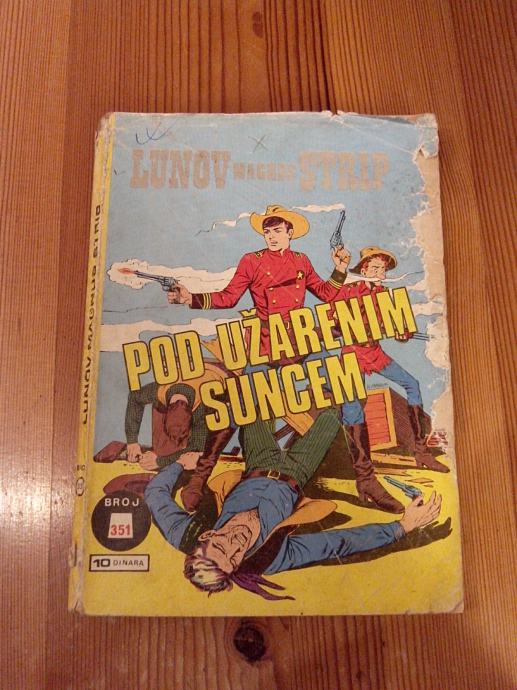 LUNOV MAGNUS STRIP
POD UŽARENIM
SUNCEM
LUNOV MAGNUS STRIP
BROJ
351
10 DINARA